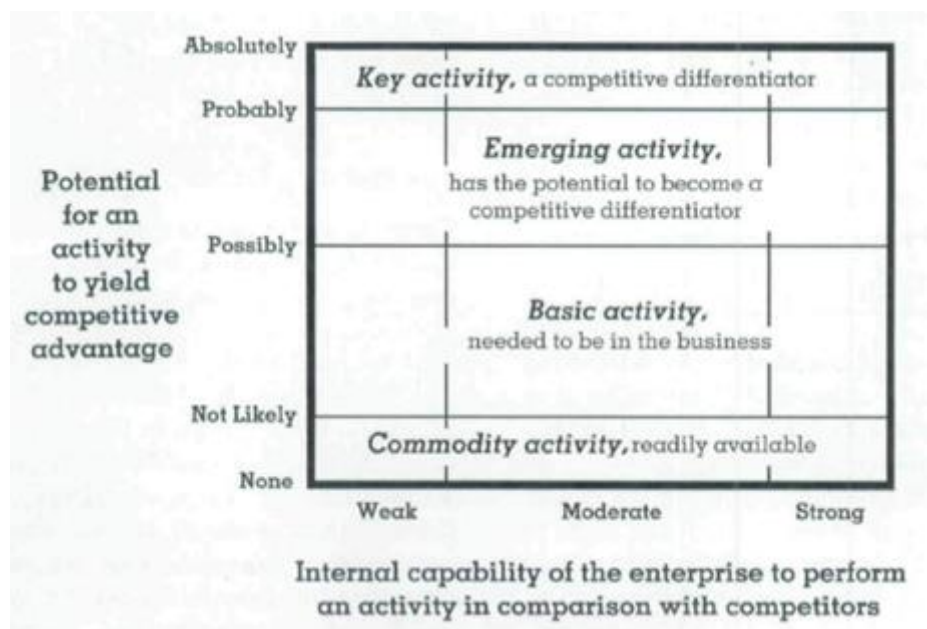 Absolutely
Key activity, a competitive differentiator
Probably
Emerging activity,
has the potential to become a
competitive differentiator
Potential
for an
activity
to yield
competitive
advantage
Possibly
Basic activity,
needed to be in the business
Not Likely
Commodity activity, readily available
None
Weak Moderate Strong
Internal capability of the enterprise to perform
an activity in comparison with competitors